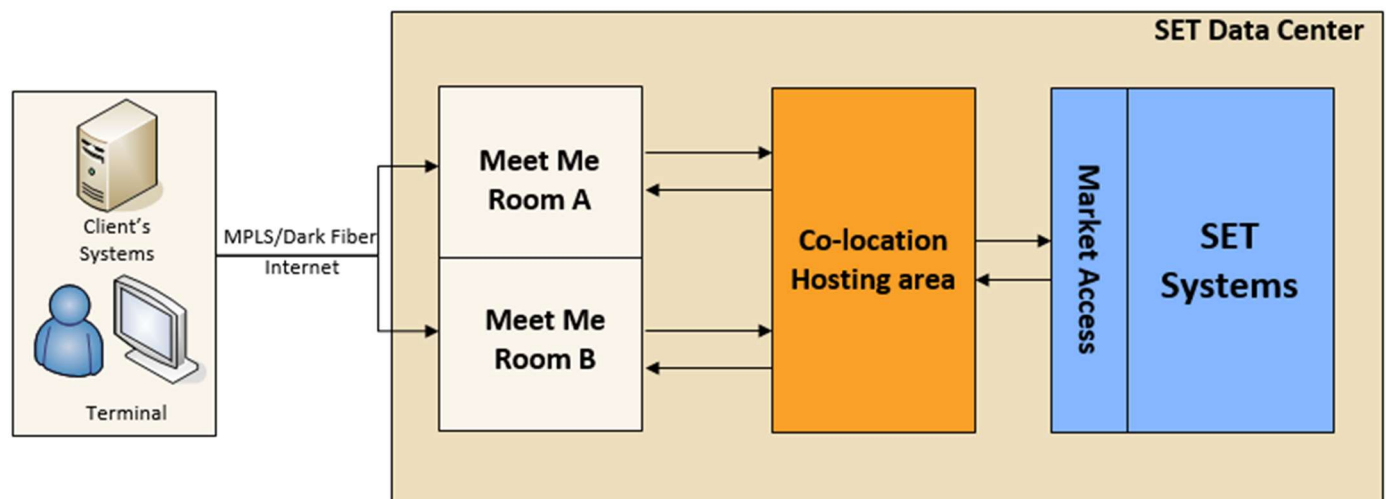 SET Data Center
Client's
Systems
Terminal
MPLS/Dark Fiber
Internet
Meet Me
Room A
Meet Me
Room B
Co-location
Hosting area
Market Access
SET
Systems